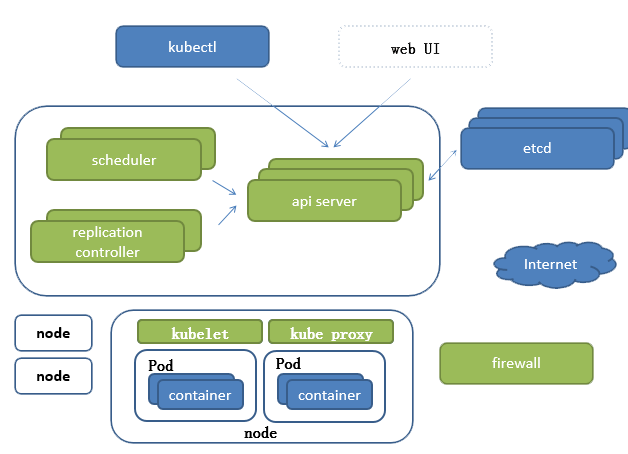 kubectl
web UI
scheduler
api server
etcd
replication
controller
Internet
node
node
kubelet
kube proxy
Pod
container
Pod
container
node
firewall